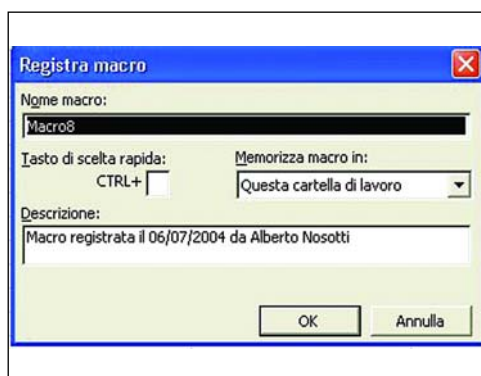 Registra macro
Nome macro:
Macro8
Tasto di scelta rapida:
CTRL+
Memorizza macro in:
Questa cartella di lavoro
Descrizione:
Macro registrata il 06/07/2004 da Alberto Nosotti
OK
Annulla